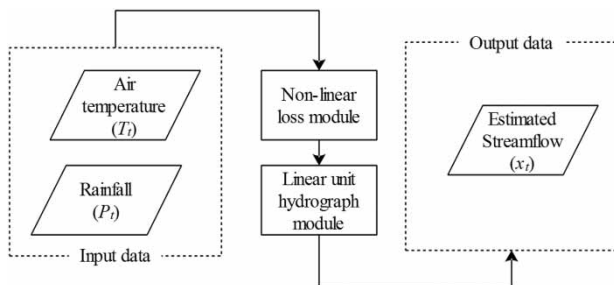 Air
temperature
(Tt)
Rainfall
(Pt)
Input data
Non-linear
loss module
Linear unit
hydrograph
module
Output data
Estimated
Streamflow
(xt)